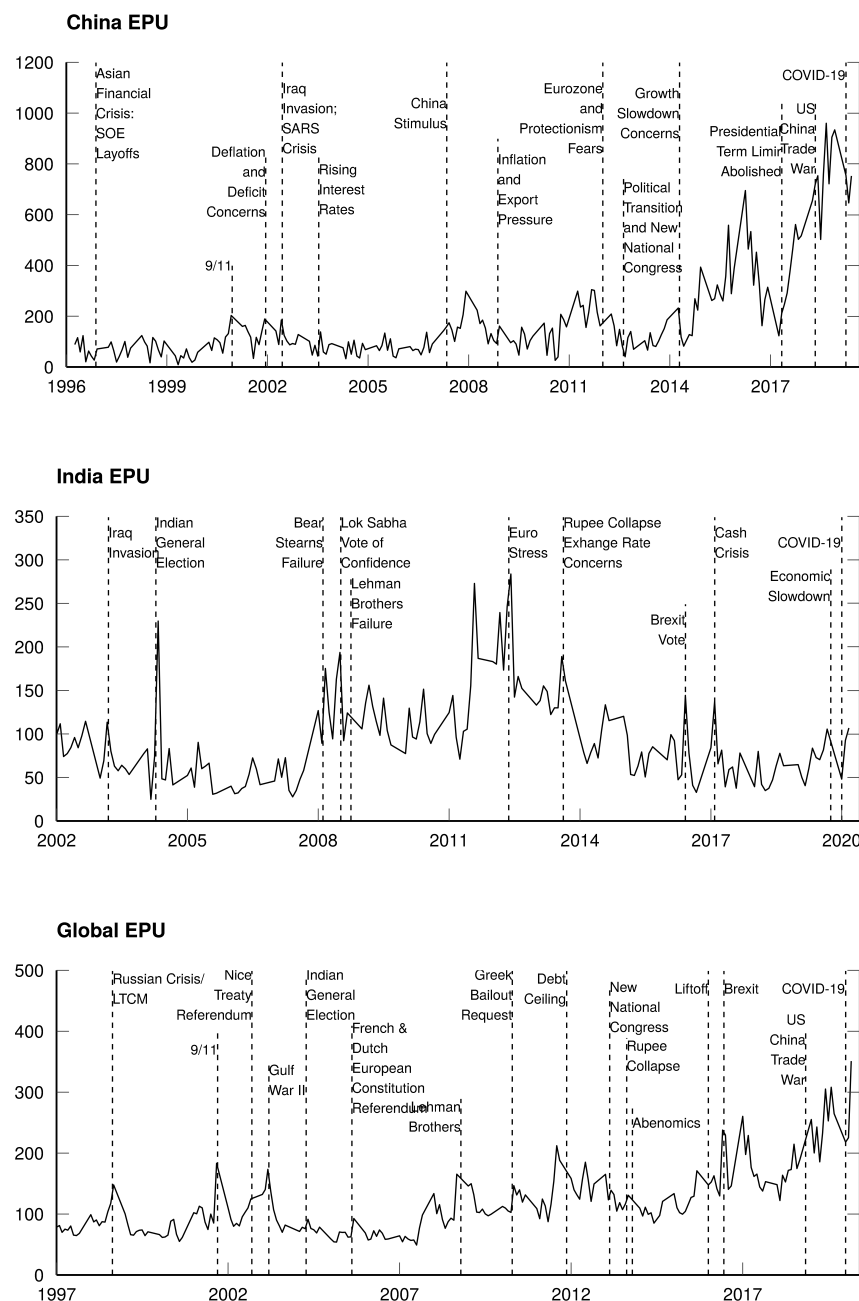 China EPU
1200
1000
800
600
400
200
0
1996
1999
2002
2005
2008
2011
2014
2017
Asian
Financial
Crisis:
SOE
Layoffs
9/11
Deflation
and
Deficit
Concerns
Iraq
Invasion;
SARS
Crisis
Rising
Interest
Rates
China
Stimulus
Inflation
and
Export
Pressure
Eurozone
and
Protectionism
Fears
Political
Transition
and New
National
Congress
Growth
Slowdown
Concerns
Presidential
Term Limit
Abolished
US
China
Trade
War
COVID-19
India EPU
350
300
250
200
150
100
50
0
2002
2005
2008
2011
2014
2017
2020
Iraq
Invasion
Indian
General
Election
Bear
Stearns
Failure
Lok Sabha
Vote of
Confidence
Lehman
Brothers
Failure
Euro
Stress
Rupee Collapse
Exhange Rate
Concerns
Brexit
Vote
Cash
Crisis
Economic
Slowdown
COVID-19
Global EPU
500
400
300
200
100
0
1997
2002
2007
2012
2017
Russian Crisis/
LTCM
9/11
Nice
Treaty
Referendum
Gulf
War II
Indian
General
Election
French &
Dutch
European
Constitution
Referendum
Lehman
Brothers
Greek
Bailout
Request
Debt
Ceiling
New
National
Congress
Rupee
Collapse
Abenomics
Liftoff
Brexit
US
China
Trade
War
COVID-19